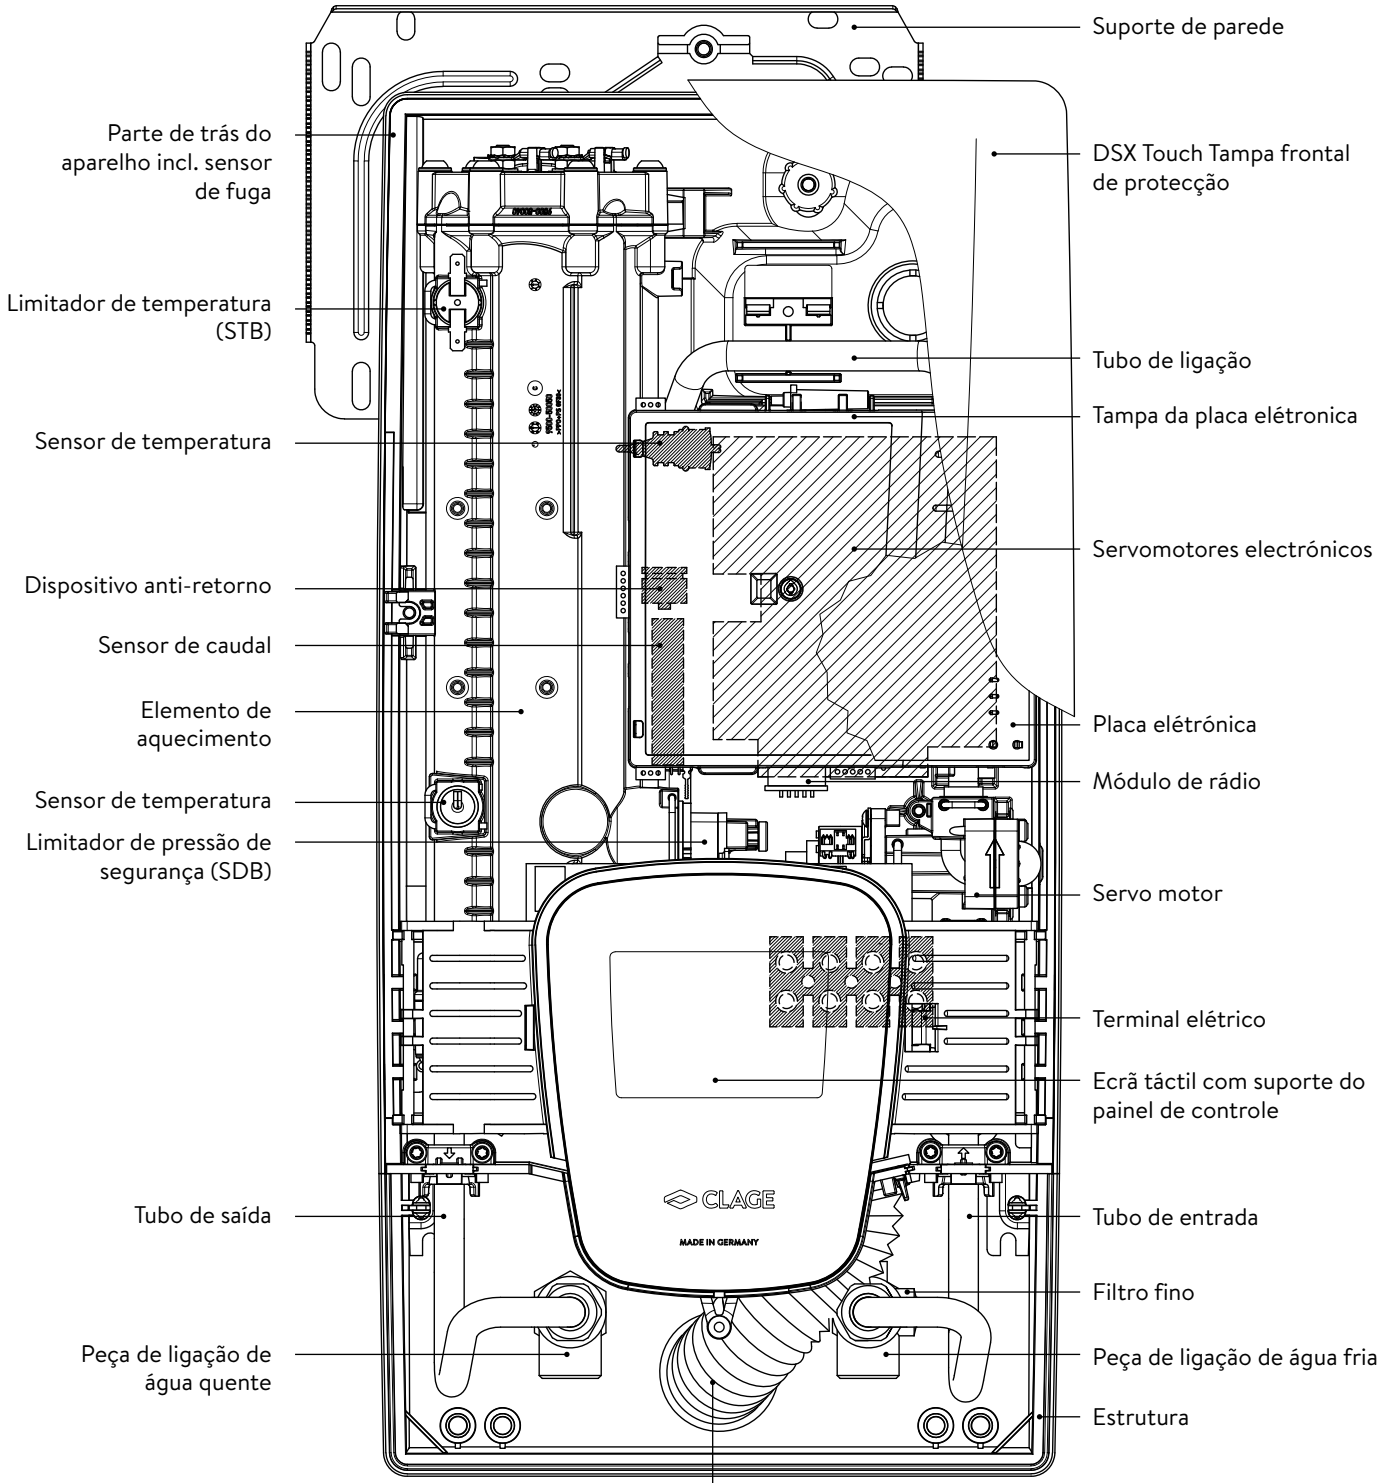 Suporte de parede
Parte de trás do
aparelho incl. sensor
de fuga
DSX Touch Tampa frontal
de protecção
Limitador de temperatura
(STB)
Tubo de ligação
Tampa da placa elétronica
Sensor de temperatura
Servomotores electrónicos
Dispositivo anti-retorno
Sensor de caudal
Elemento de
aquecimento
Placa elétrónica
Módulo de rádio
Sensor de temperatura
Limitador de pressão de
segurança (SDB)
Servo motor
Terminal elétrico
Ecrã táctil com suporte do
painel de controle
CLAGE
MADE IN GERMANY
Tubo de saída
Tubo de entrada
Filtro fino
Peça de ligação de
água quente
Peça de ligação de água fria
Estrutura